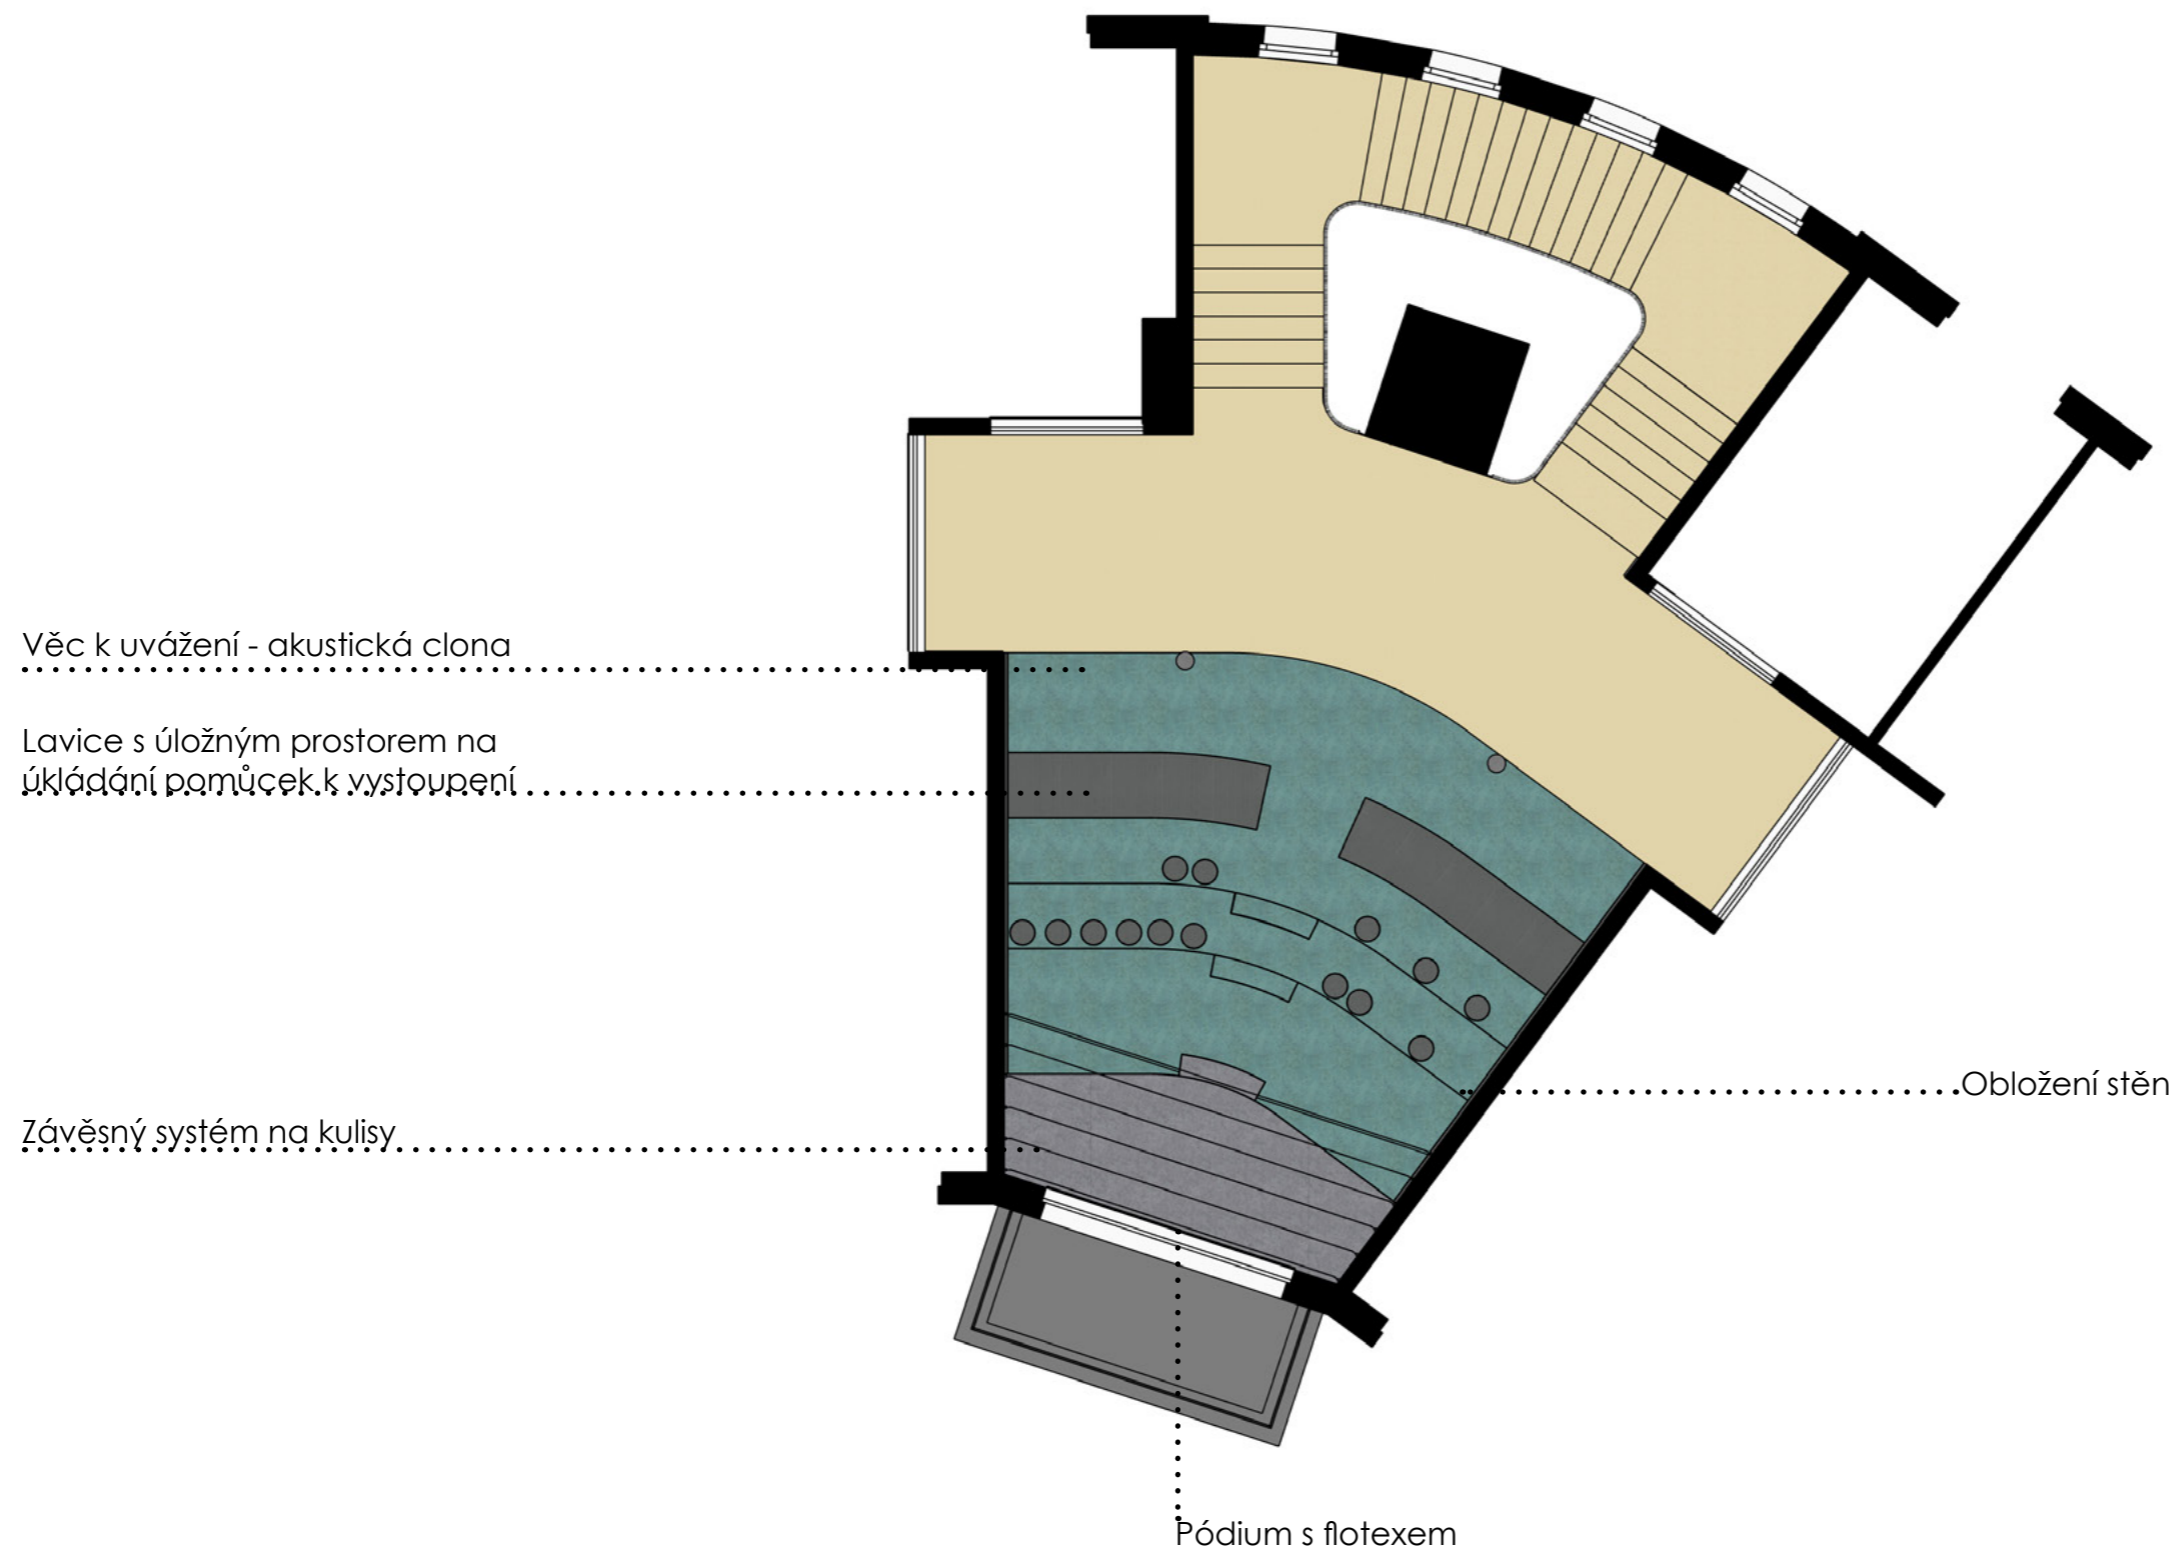 Věc k uvážení - akustická clona
Lavice s úložným prostorem na
úkládání pomůcek k vystoupení
Závěsný systém na kulisy
Obložení stěn
Pódium s flotexem